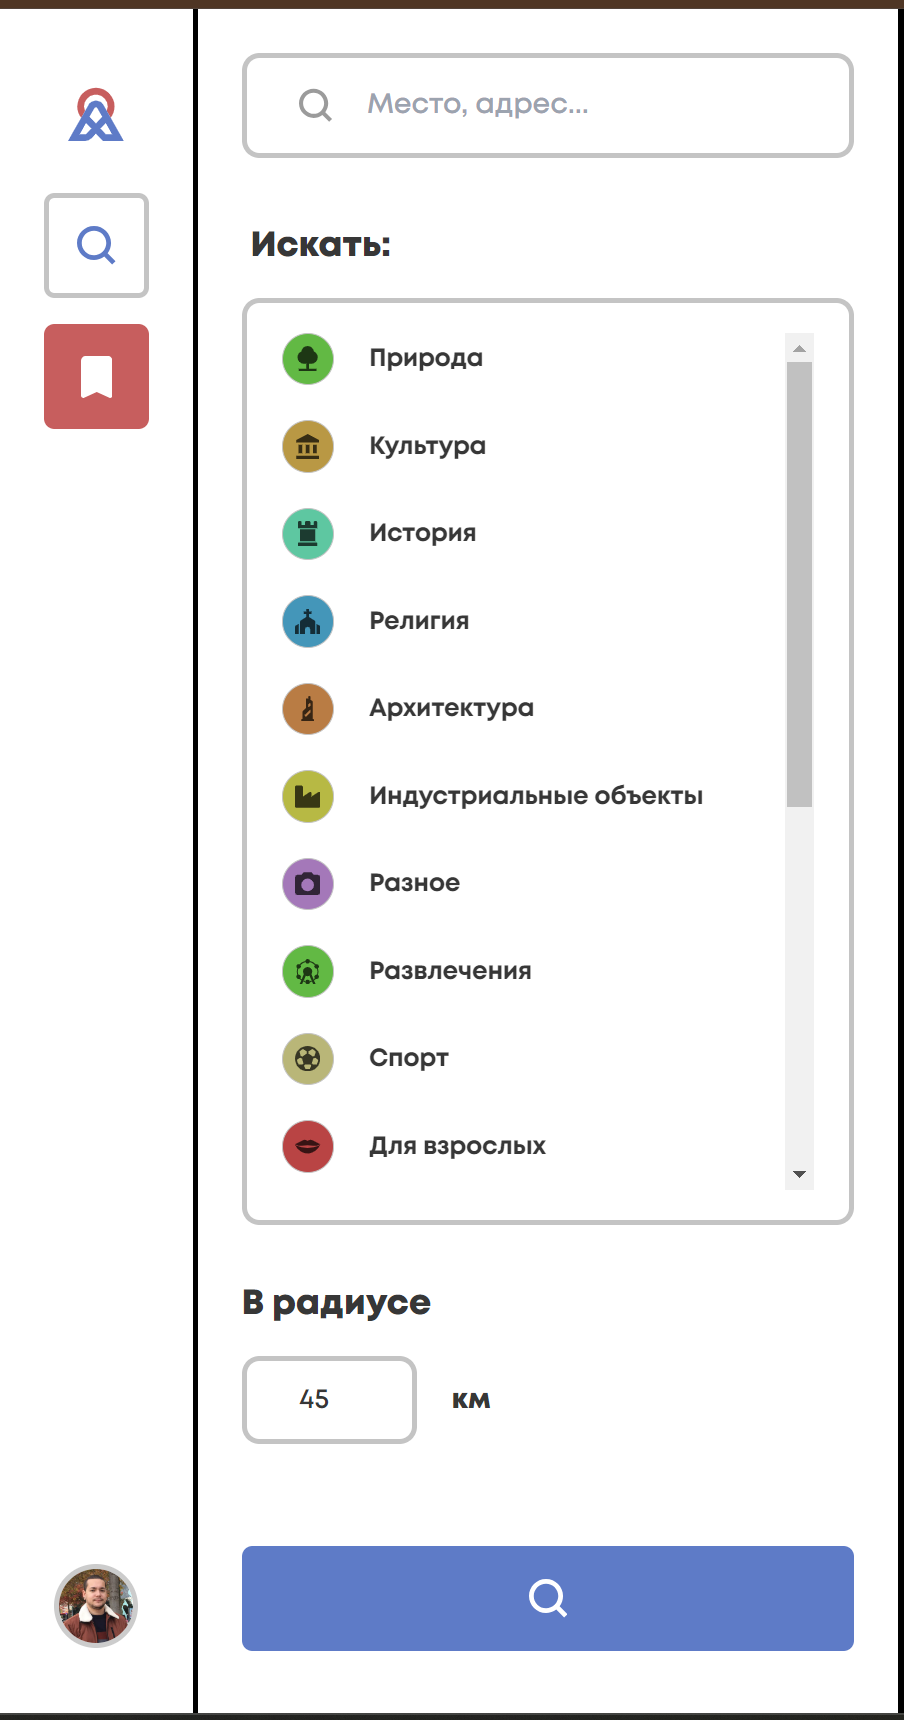 Место, адрес...
Искать:
Природа
Культура
История
Религия
Архитектура
Индустриальные объекты
Разное
Развлечения
Спорт
Для взрослых
В радиусе
45 км